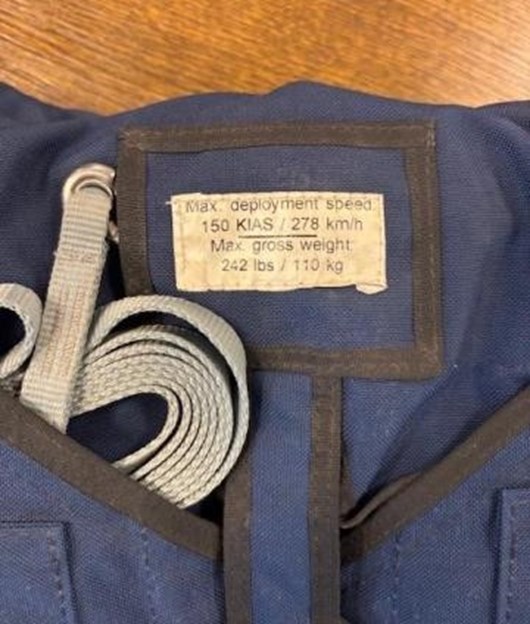 Max. deployment speed:
150 KIAS / 278 km/h
Max. gross weight:
242 lbs / 110 kg